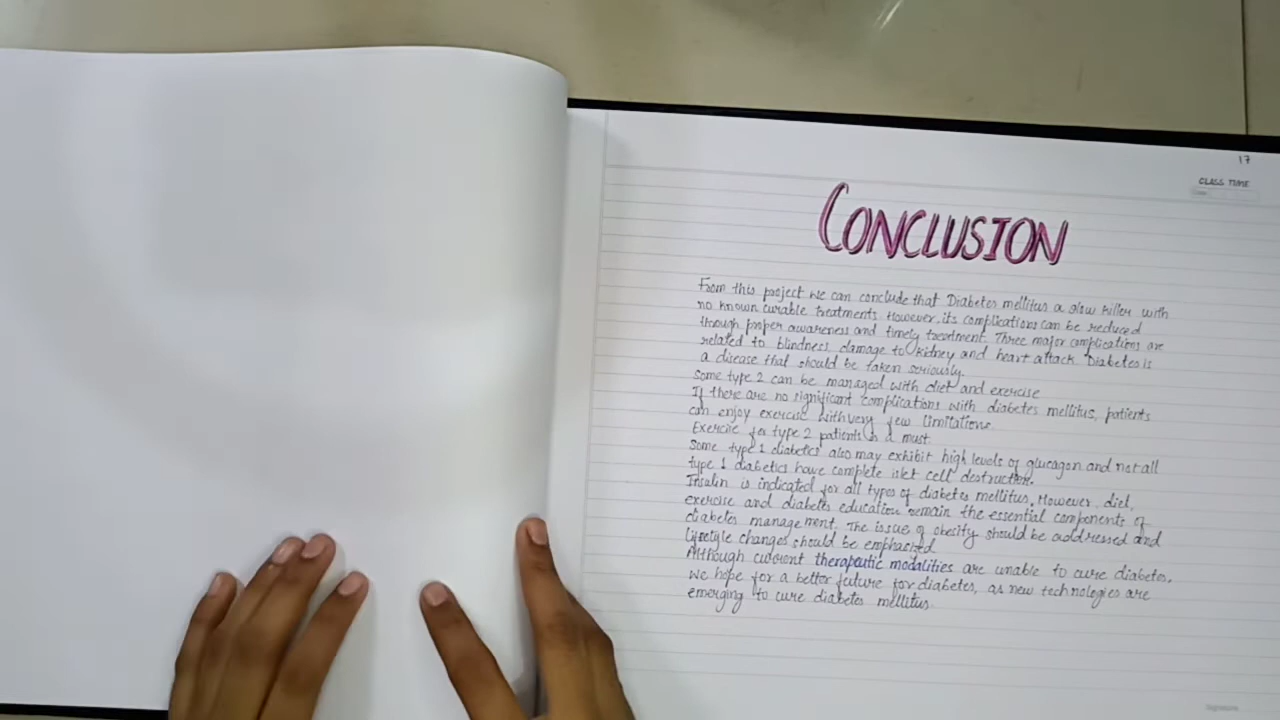 17
CLASS TIME
CONCLUSION
From this project we can conclude that Diabetes mellitus a slow killer with
no known curable treatments. However, its complications can be reduced
through proper awareness and timely treatment. Three major complications are
related to blindness, damage to kidney and heart attack. Diabetes is
a disease that should be taken seriously.
Some type 2 can be managed with diet and exercise
If there are no significant complications with diabetes mellitus, patients
can enjoy exercise with very few limitations.
Exercise for type 2 patients is a must.
Some type 1 diabetics also may exhibit high levels of glucagon and not all
type 1 diabetics have complete islet cell destruction.
Insulin is indicated for all types of diabetes mellitus. However, diet,
exercise and diabetes education remain the essential components of
diabetes management. The issue of obesity should be addressed and
lifestyle changes should be emphasized.
Although current therapeutic modalities are unable to cure diabetes,
we hope for a better future for diabetes, as new technologies are
emerging to cure diabetes mellitus.